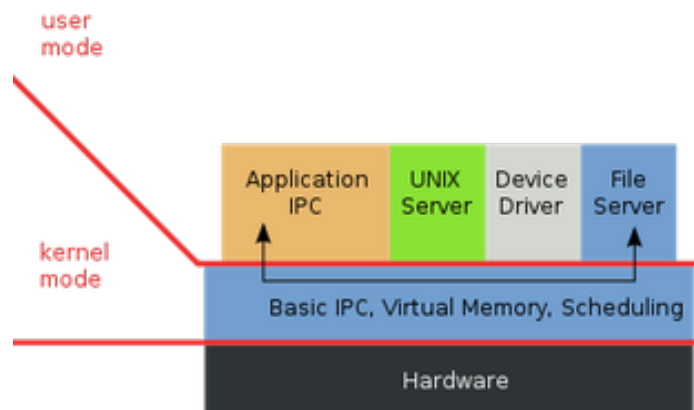 user
mode
Application
IPC
UNIX
Server
Device
Driver
File
Server
kernel
mode
Basic IPC, Virtual Memory, Scheduling
Hardware